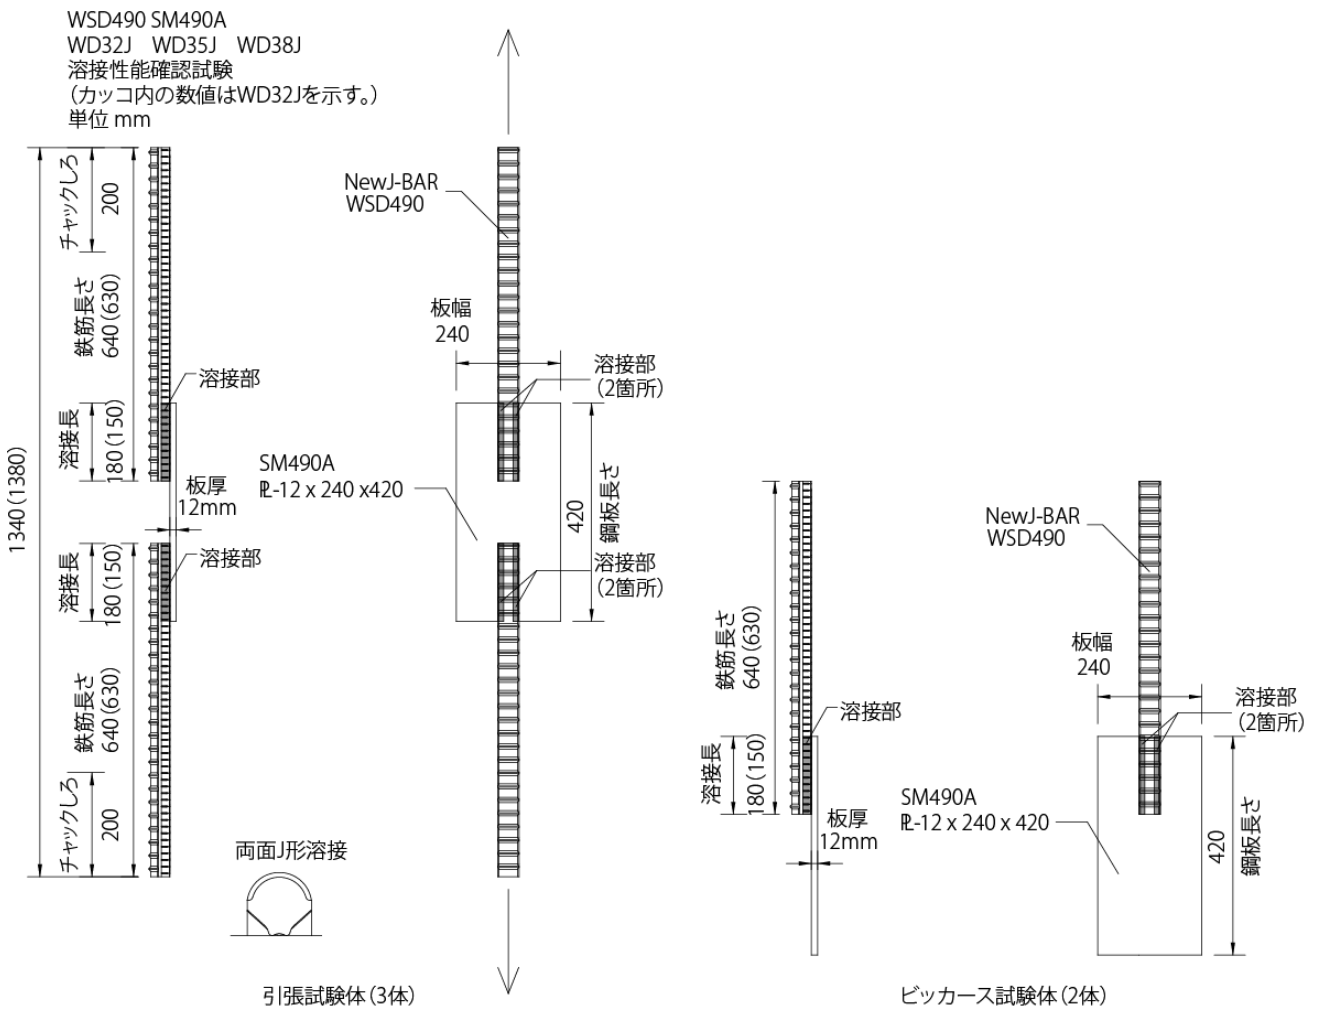 WSD490 SM490A
WD32J WD35J WD38J
溶接性能確認試験
(カッコ内の数値はWD32Jを示す。)
単位 mm
チャックしろ
200
鉄筋長さ
640(630)
溶接長
180(150)
1340(1380)
溶接部
板厚
12mm
溶接部
溶接長
180(150)
鉄筋長さ
640(630)
チャックしろ
200
両面J形溶接
NewJ-BAR
WSD490
板幅
240
溶接部
(2箇所)
SM490A
℄-12 x 240 x420
420
鋼板長さ
溶接部
(2箇所)
引張試験体(3体)
鉄筋長さ
640(630)
溶接長
180(150)
溶接部
板厚
12mm
NewJ-BAR
WSD490
板幅
240
溶接部
(2箇所)
SM490A
℄-12 x 240 x 420
420
鋼板長さ
ビッカース試験体(2体)